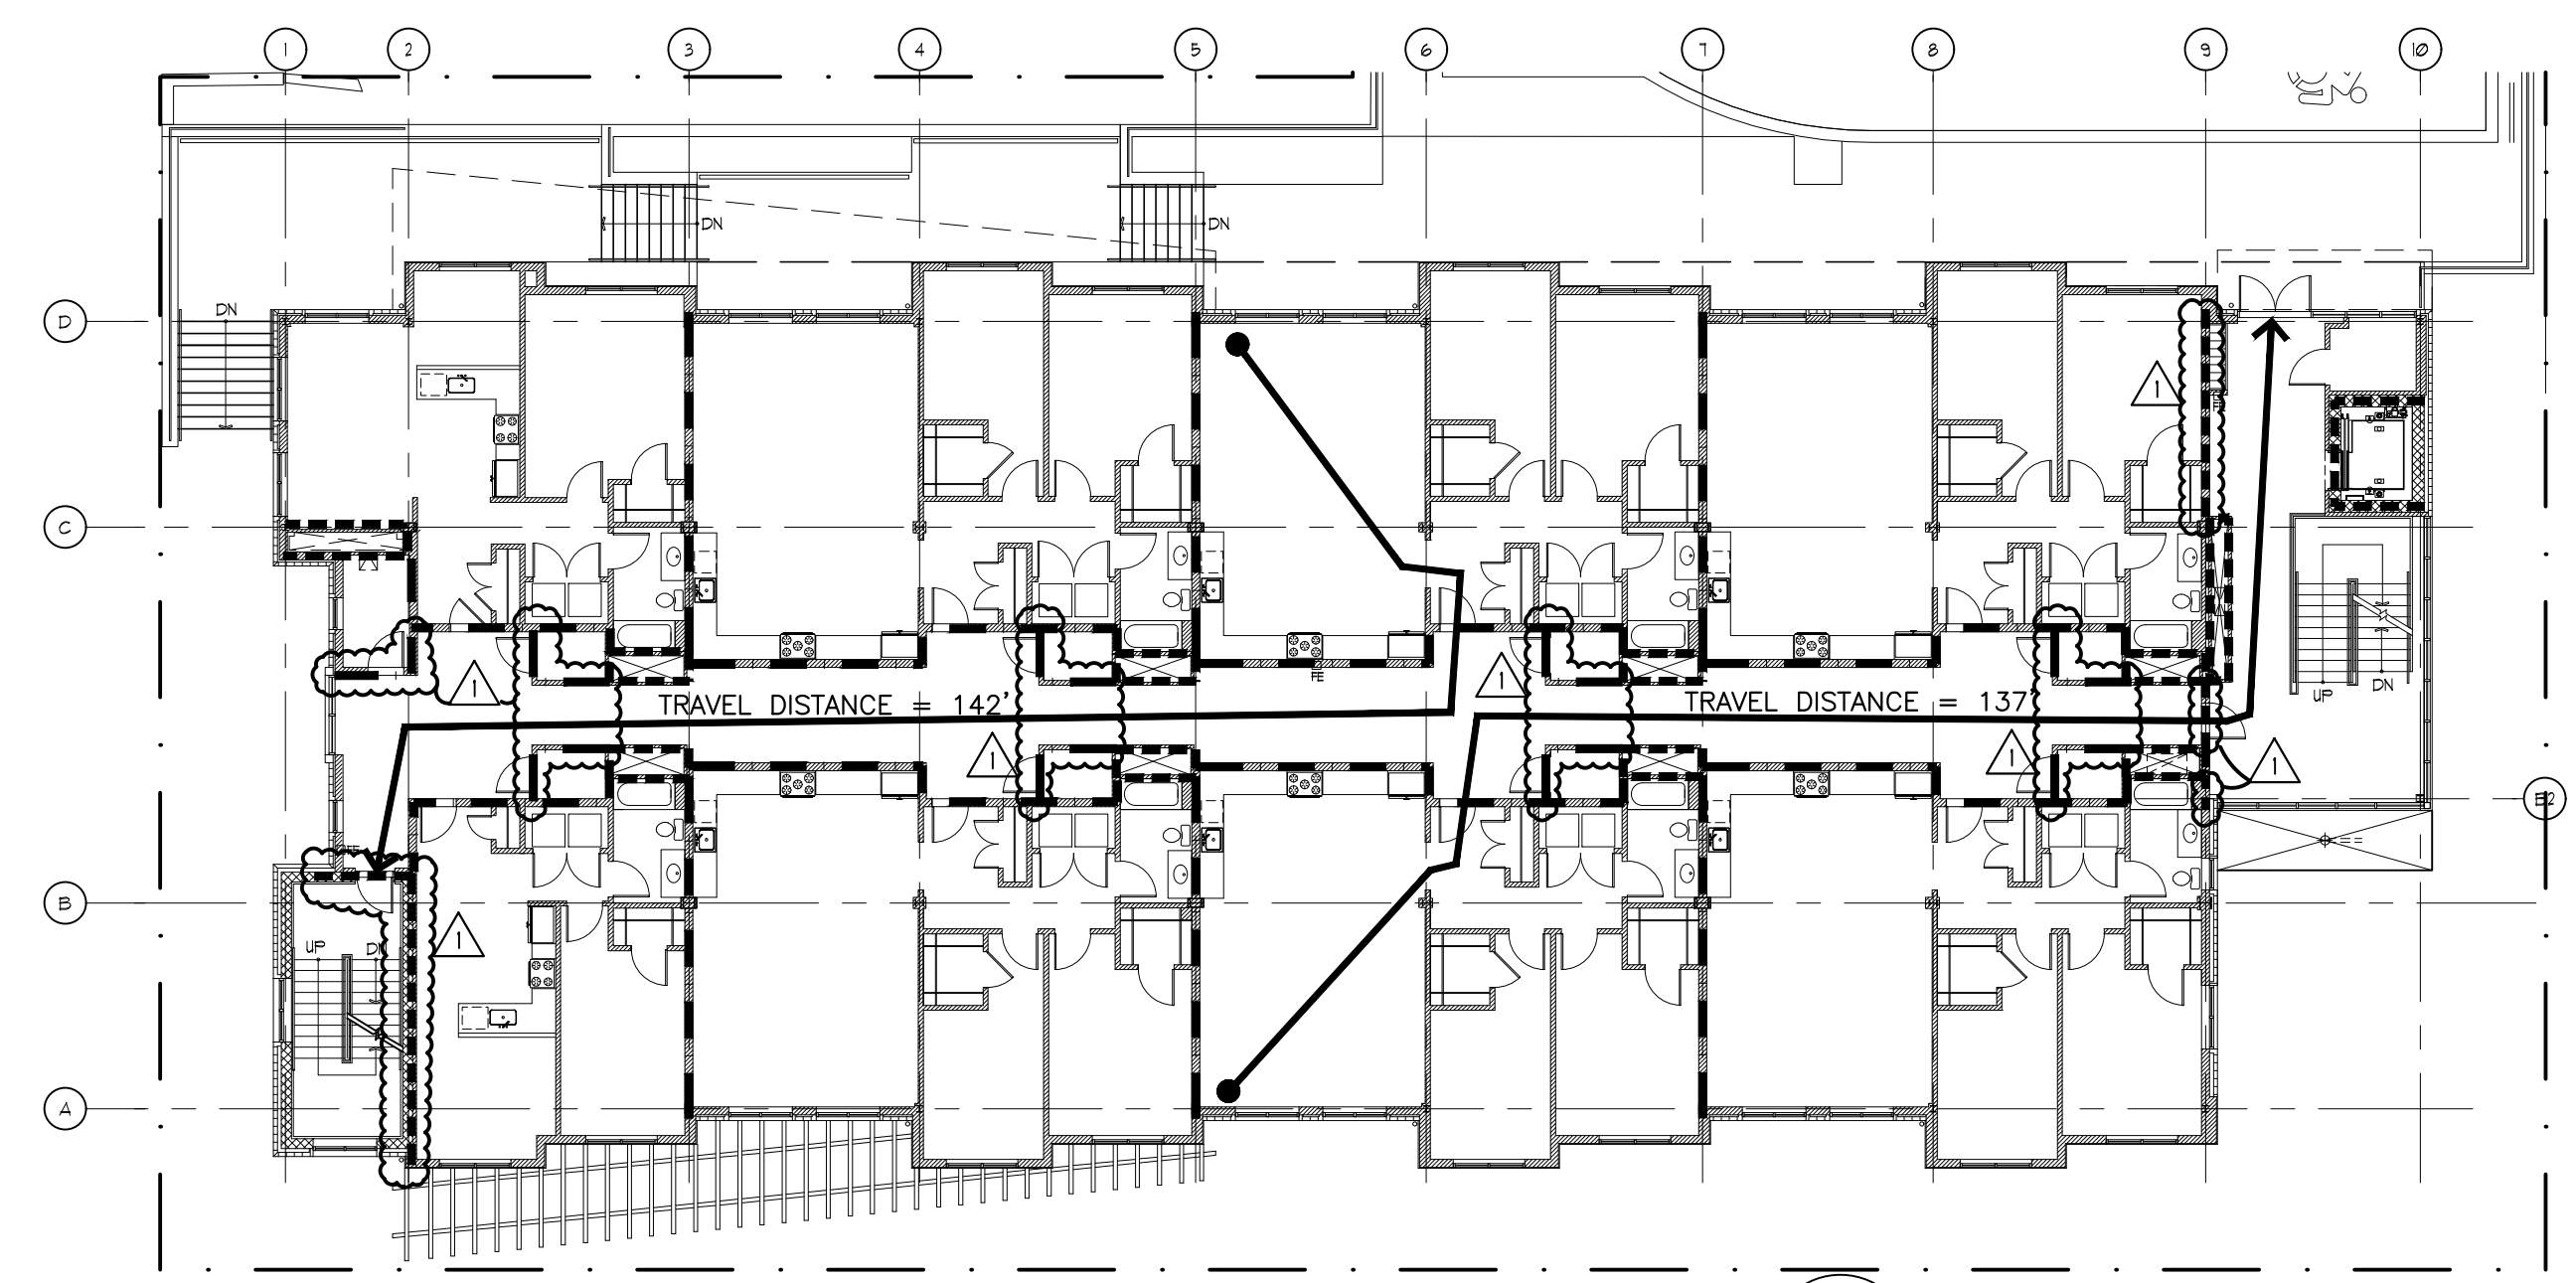 1 2 3 4 5 6 7 8 9 10
DN DN
D
DN
C
FE
TRAVEL DISTANCE = 142'
TRAVEL DISTANCE = 137'
UP DN
1
1
1
1
1
1
1
B
UP DN
A